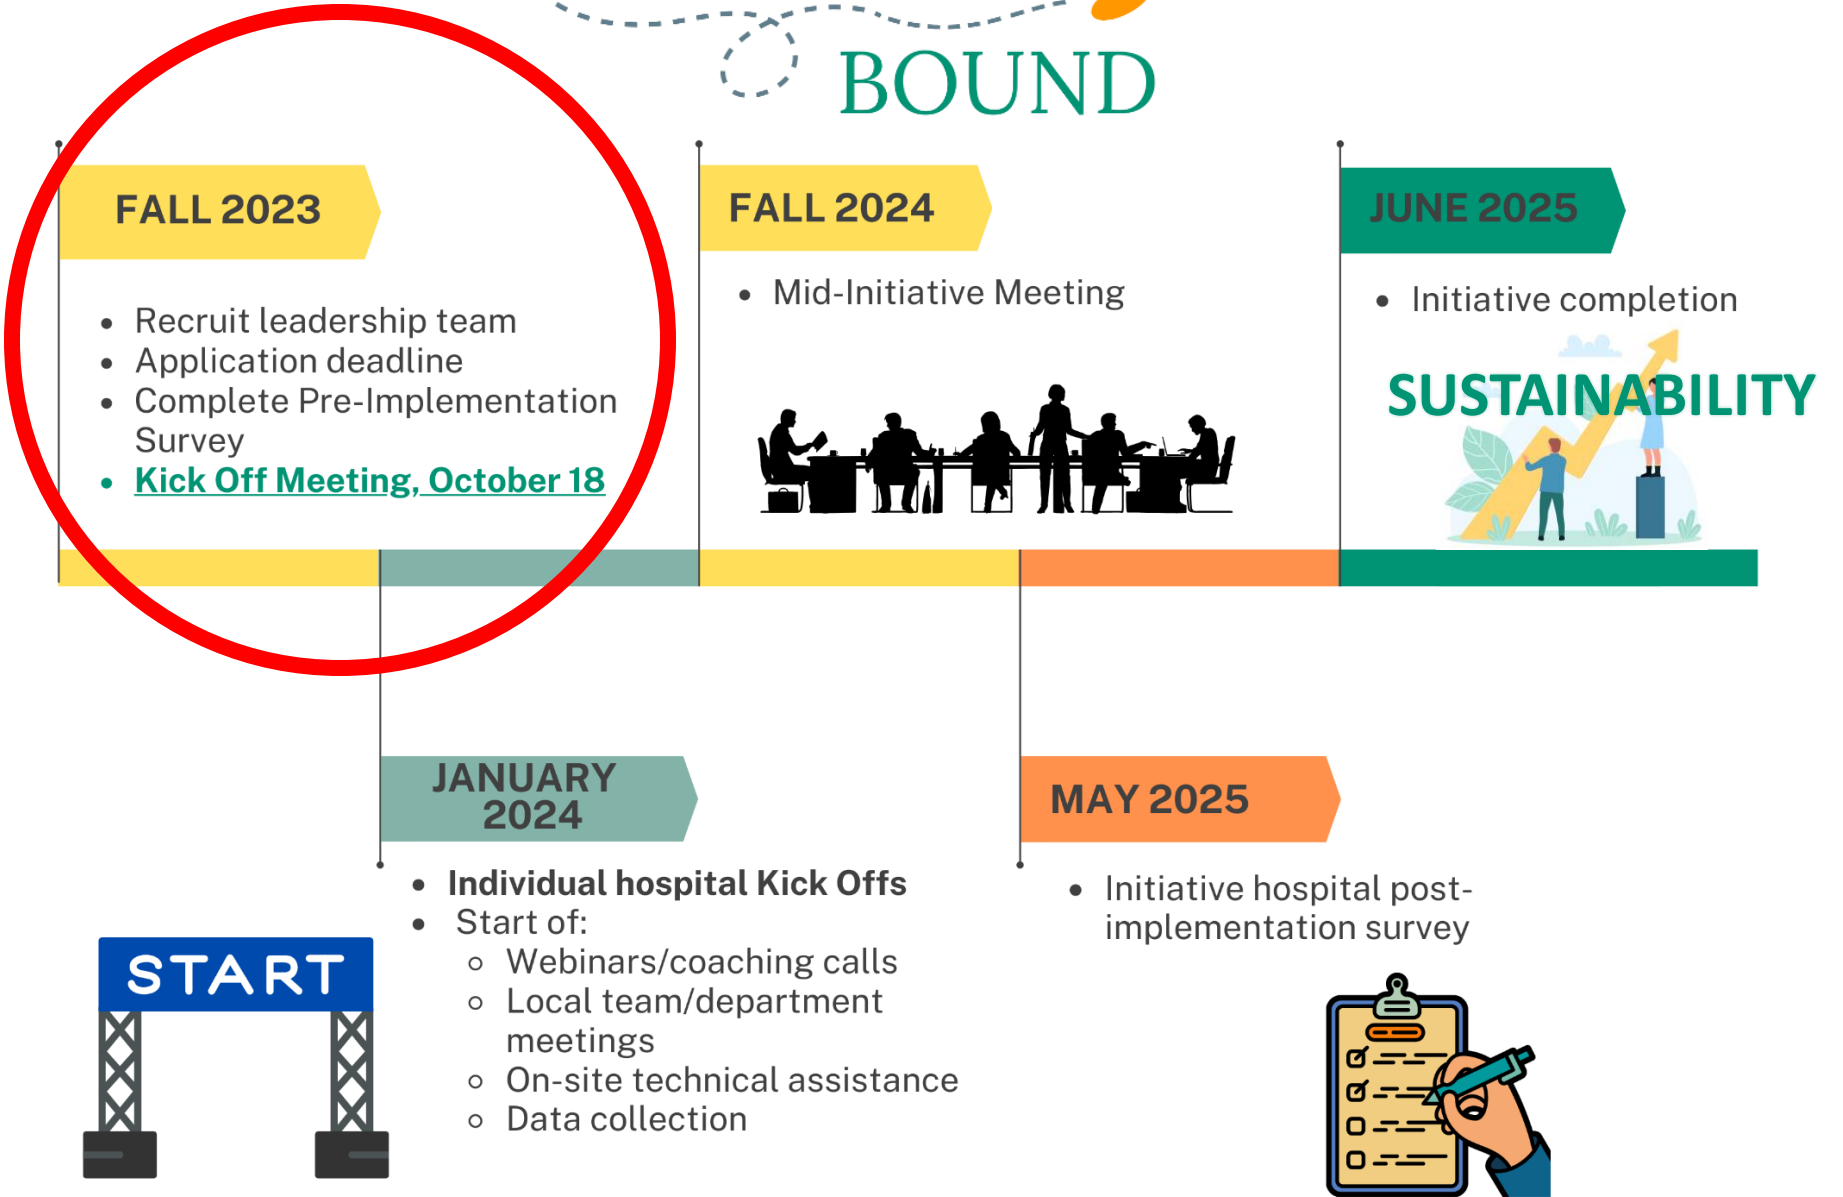 BOUND
FALL 2023
Recruit leadership team
Application deadline
Complete Pre-Implementation
Survey
Kick Off Meeting, October 18
FALL 2024
Mid-Initiative Meeting
JUNE 2025
Initiative completion
SUSTAINABILITY
JANUARY
2024
Individual hospital Kick Offs
Start of:
Webinars/coaching calls
Local team/department
meetings
On-site technical assistance
Data collection
MAY 2025
Initiative hospital post-
implementation survey
START